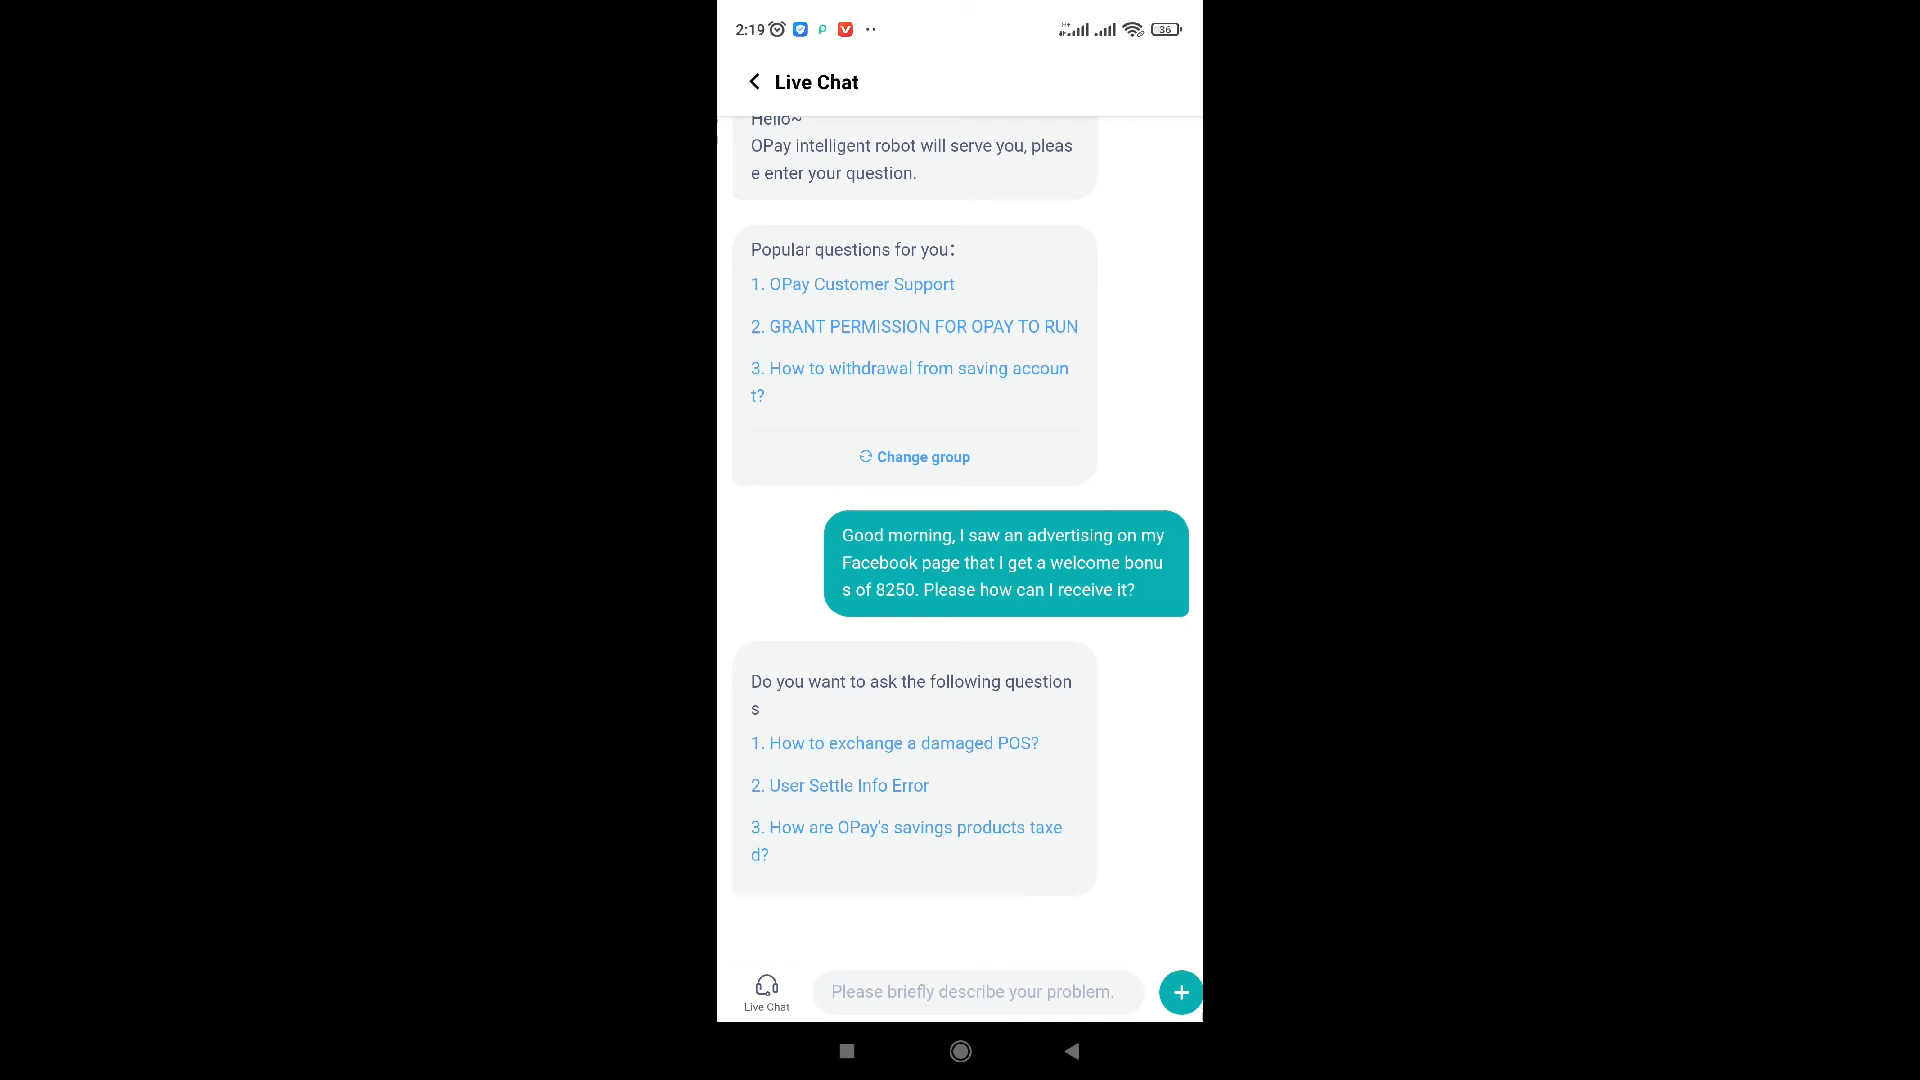 2:19
36
Live Chat
Hello~
OPay intelligent robot will serve you, pleas
e enter your question.
Popular questions for you:
1. OPay Customer Support
2. GRANT PERMISSION FOR OPAY TO RUN
3. How to withdrawal from saving accoun
t?
Change group
Good morning, I saw an advertising on my
Facebook page that I get a welcome bonu
s of 8250. Please how can I receive it?
Do you want to ask the following question
s
1. How to exchange a damaged POS?
2. User Settle Info Error
3. How are OPay's savings products taxe
d?
Live Chat
Please briefly describe your problem.